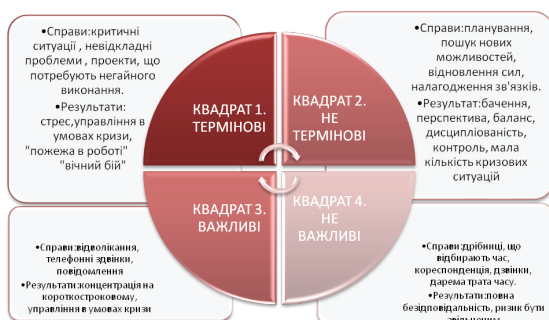 •Справи:критичні
ситуації , невідкладні
проблеми , проекти, що
потребують негайного
виконання.
•Результати:
стрес,управління в
умовах кризи,
"пожежа в роботі"
"вічний бій"
КВАДРАТ 1.
ТЕРМІНОВІ
КВАДРАТ 2.
НЕ
ТЕРМІНОВІ
•Справи:планування,
пошук нових
можливостей,
відновлення сил,
налагодження зв'язків.
•Результат:бачення,
перспектива, баланс,
дисциплiованість,
контроль, мала
кількість кризових
ситуацій
•Справи:відволікання,
телефонні здвінки,
повідомлення
•Результати:концентрація на
короткостроковому,
управління в умовах кризи
КВАДРАТ 3.
ВАЖЛИВІ
КВАДРАТ 4.
НЕ
ВАЖЛИВІ
•Справи:дрібниці, що
відбирають час,
кореспонденція, дзвінки,
дарема трата часу.
•Результати:повна
безідповідальність, ризик бути